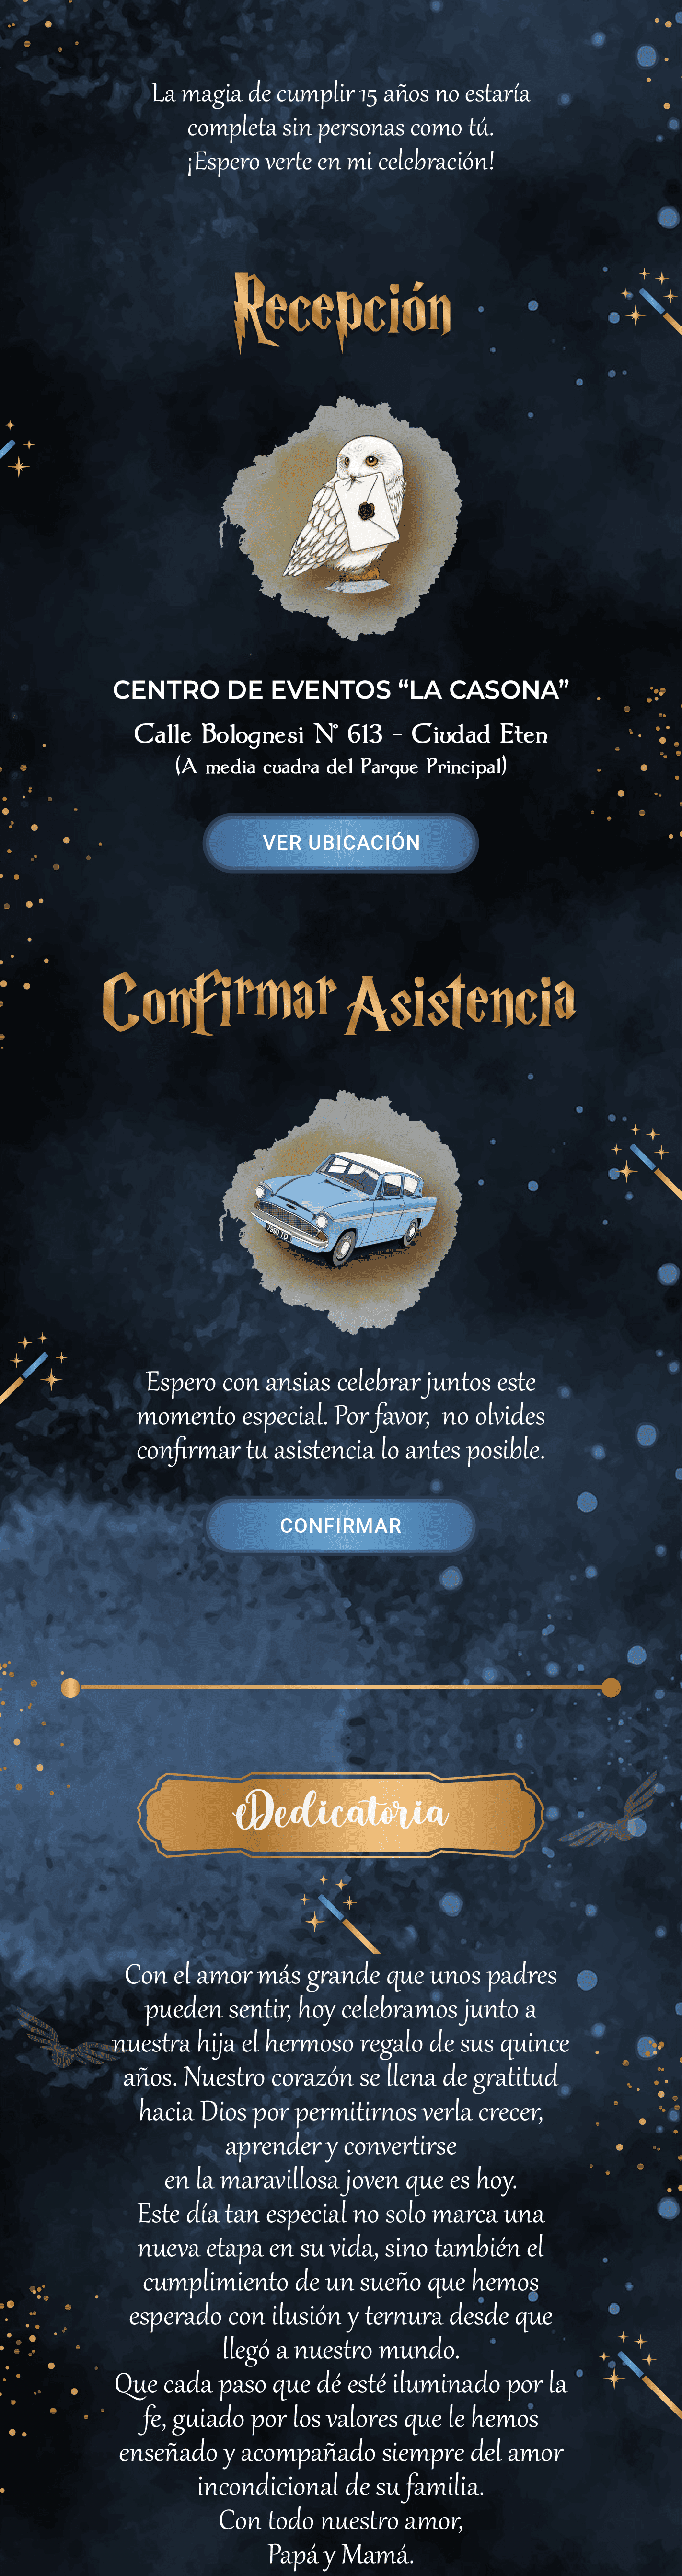 La magia de cumplir 15 años no estaría
completa sin personas como tú.
¡Espero verte en mi celebración!
Recepción
CENTRO DE EVENTOS “LA CASONA”
Calle Bolognesi N° 613 - Ciudad Eten
(A media cuadra del Parque Principal)
VER UBICACIÓN
Confirmar Asistencia
7990 TD
Espero con ansias celebrar juntos este
momento especial. Por favor,  no olvides
confirmar tu asistencia lo antes posible.
CONFIRMAR
Dedicatoria
Con el amor más grande que unos padres
pueden sentir, hoy celebramos junto a
nuestra hija el hermoso regalo de sus quince
años. Nuestro corazón se llena de gratitud
hacia Dios por permitirnos verla crecer,
aprender y convertirse
en la maravillosa joven que es hoy.
Este día tan especial no solo marca una
nueva etapa en su vida, sino también el
cumplimiento de un sueño que hemos
esperado con ilusión y ternura desde que
llegó a nuestro mundo.
Que cada paso que dé esté iluminado por la
fe, guiado por los valores que le hemos
enseñado y acompañado siempre del amor
incondicional de su familia.
Con todo nuestro amor,
Papá y Mamá.